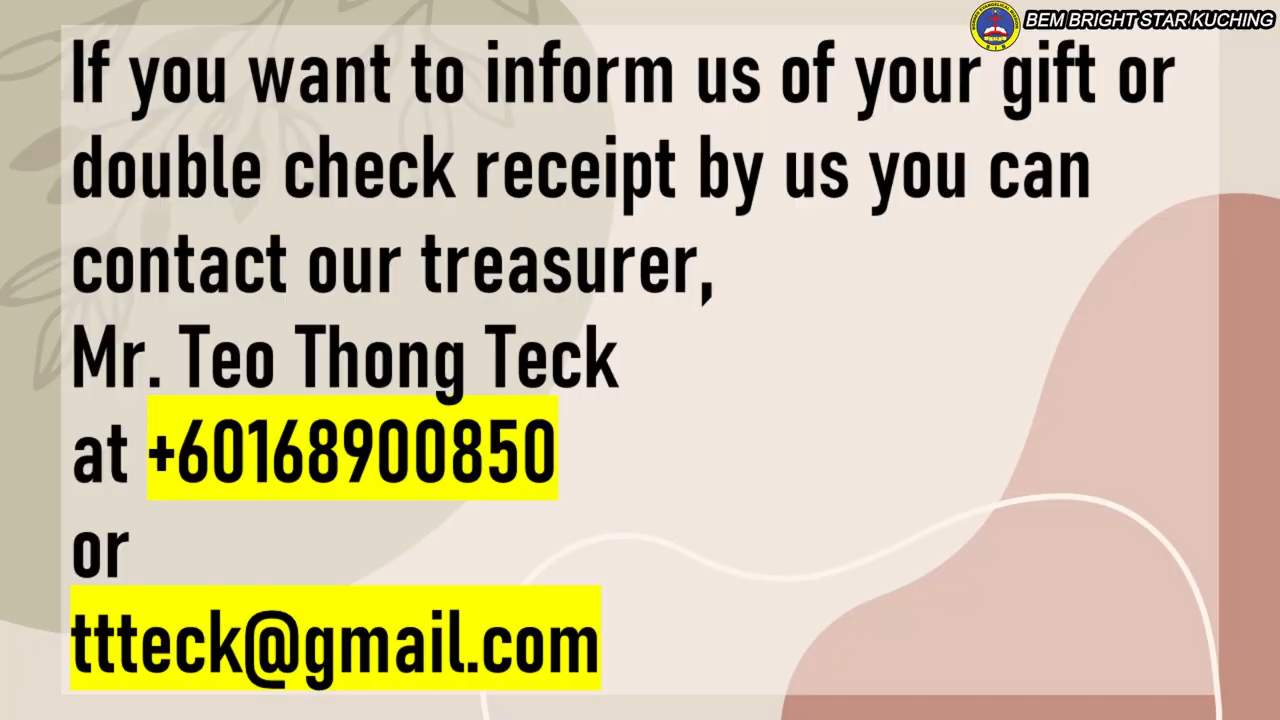 BEM BRIGHT STAR KUCHING
If you want to inform us of your gift or
double check receipt by us you can
contact our treasurer,
Mr. Teo Thong Teck
at +60168900850
or
ttteck@gmail.com